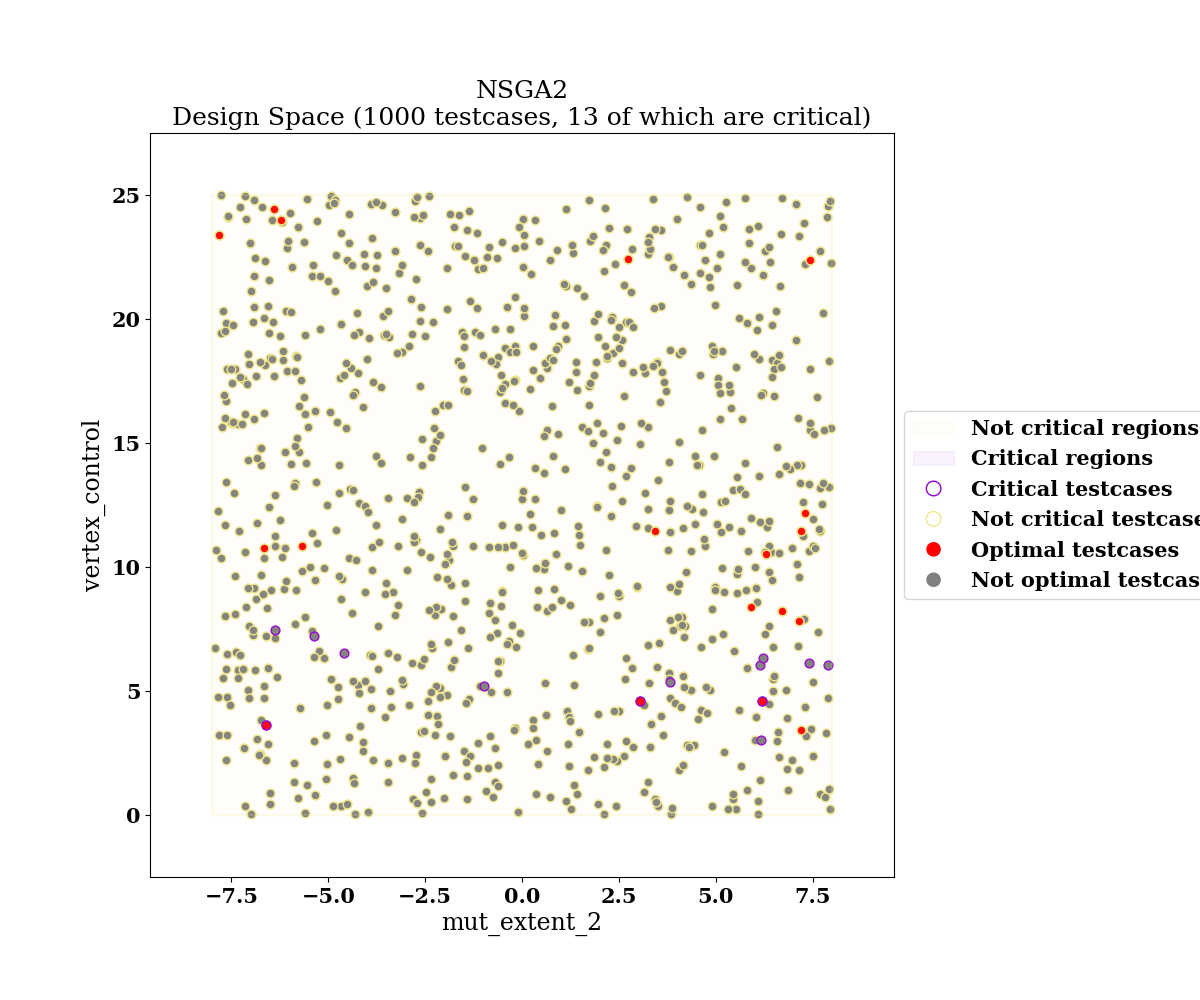 NSGA2
Design Space (1000 testcases, 13 of which are critical)
25
20
15
10
5
0
vertex_control
−7.5 −5.0 −2.5 0.0 2.5 5.0 7.5
mut_extent_2
Not critical regions
Critical regions
Critical testcases
Not critical testcase
Optimal testcases
Not optimal testcas